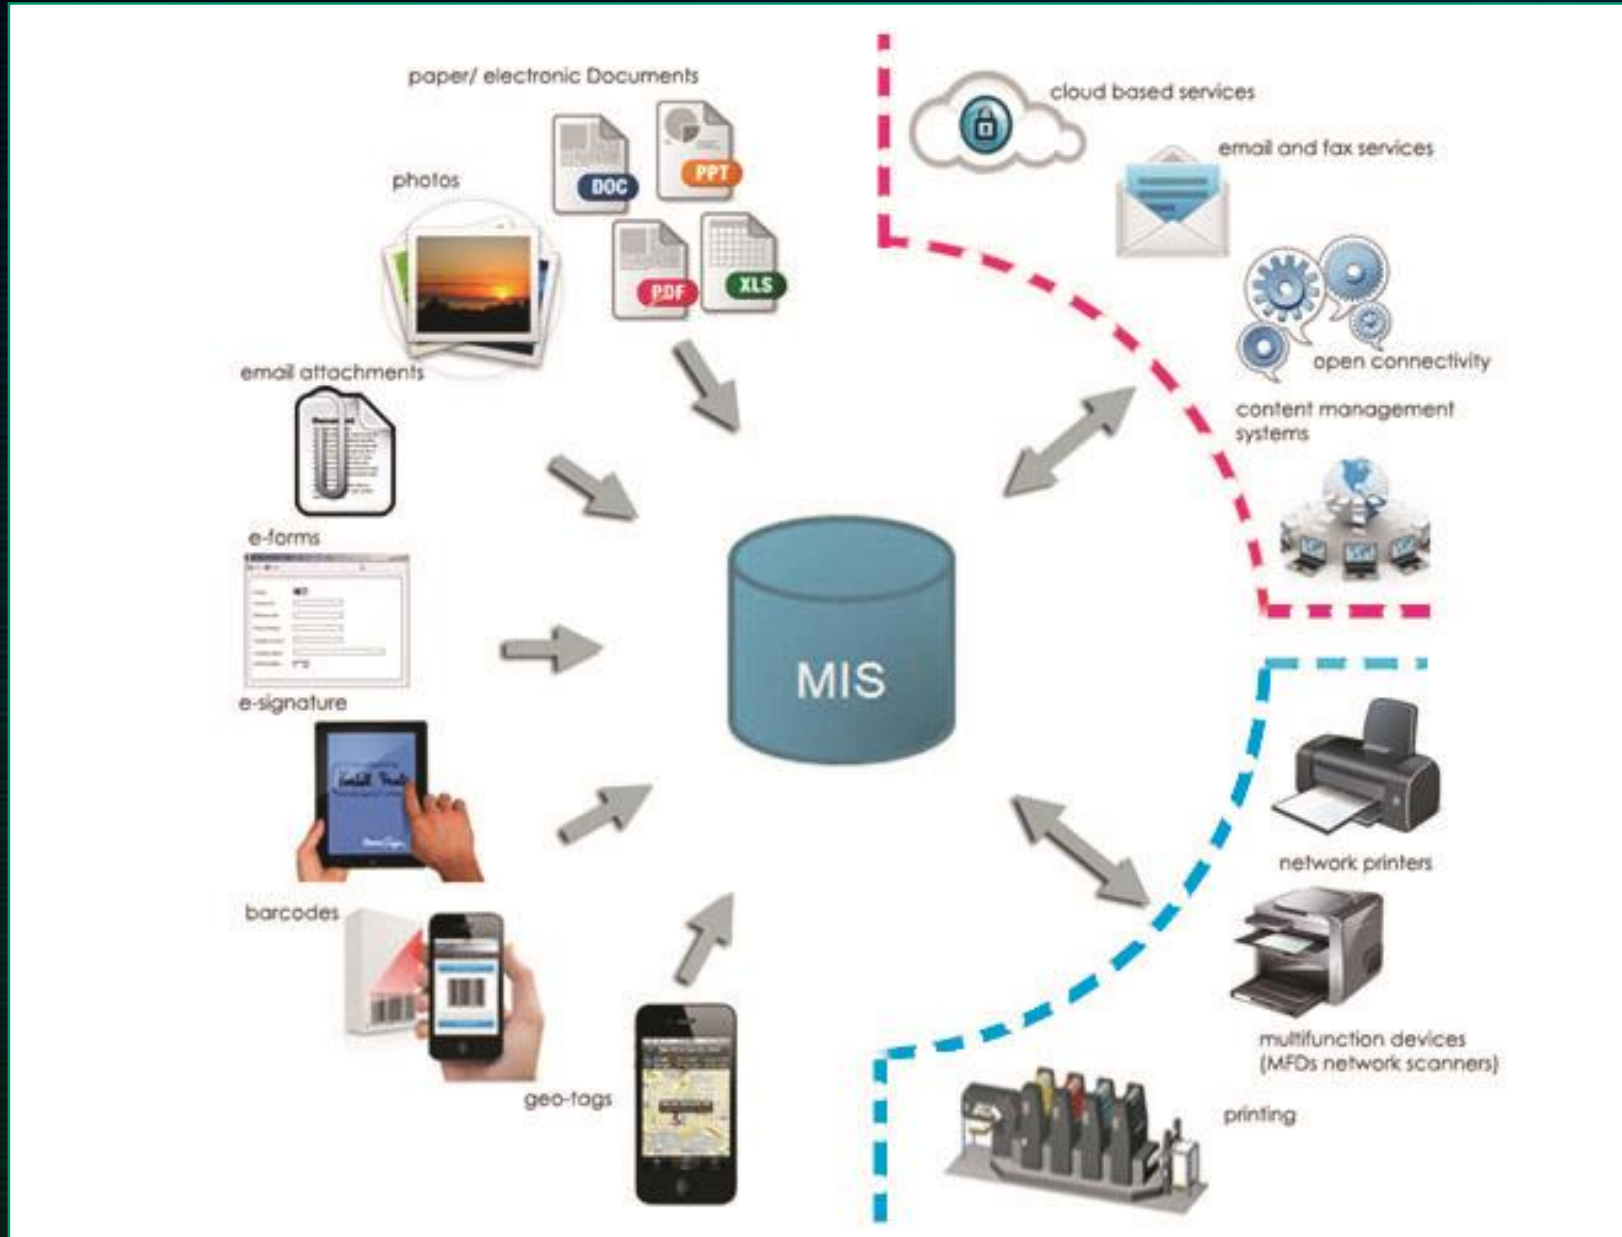 paper/ electronic Documents
DOC
PPT
PDF
XLS
photos
email attachments
e-forms
e-signature
barcodes
geo-tags
MIS
cloud based services
email and fax services
open connectivity
content management
systems
network printers
multifunction devices
(MFDs network scanners)
printing